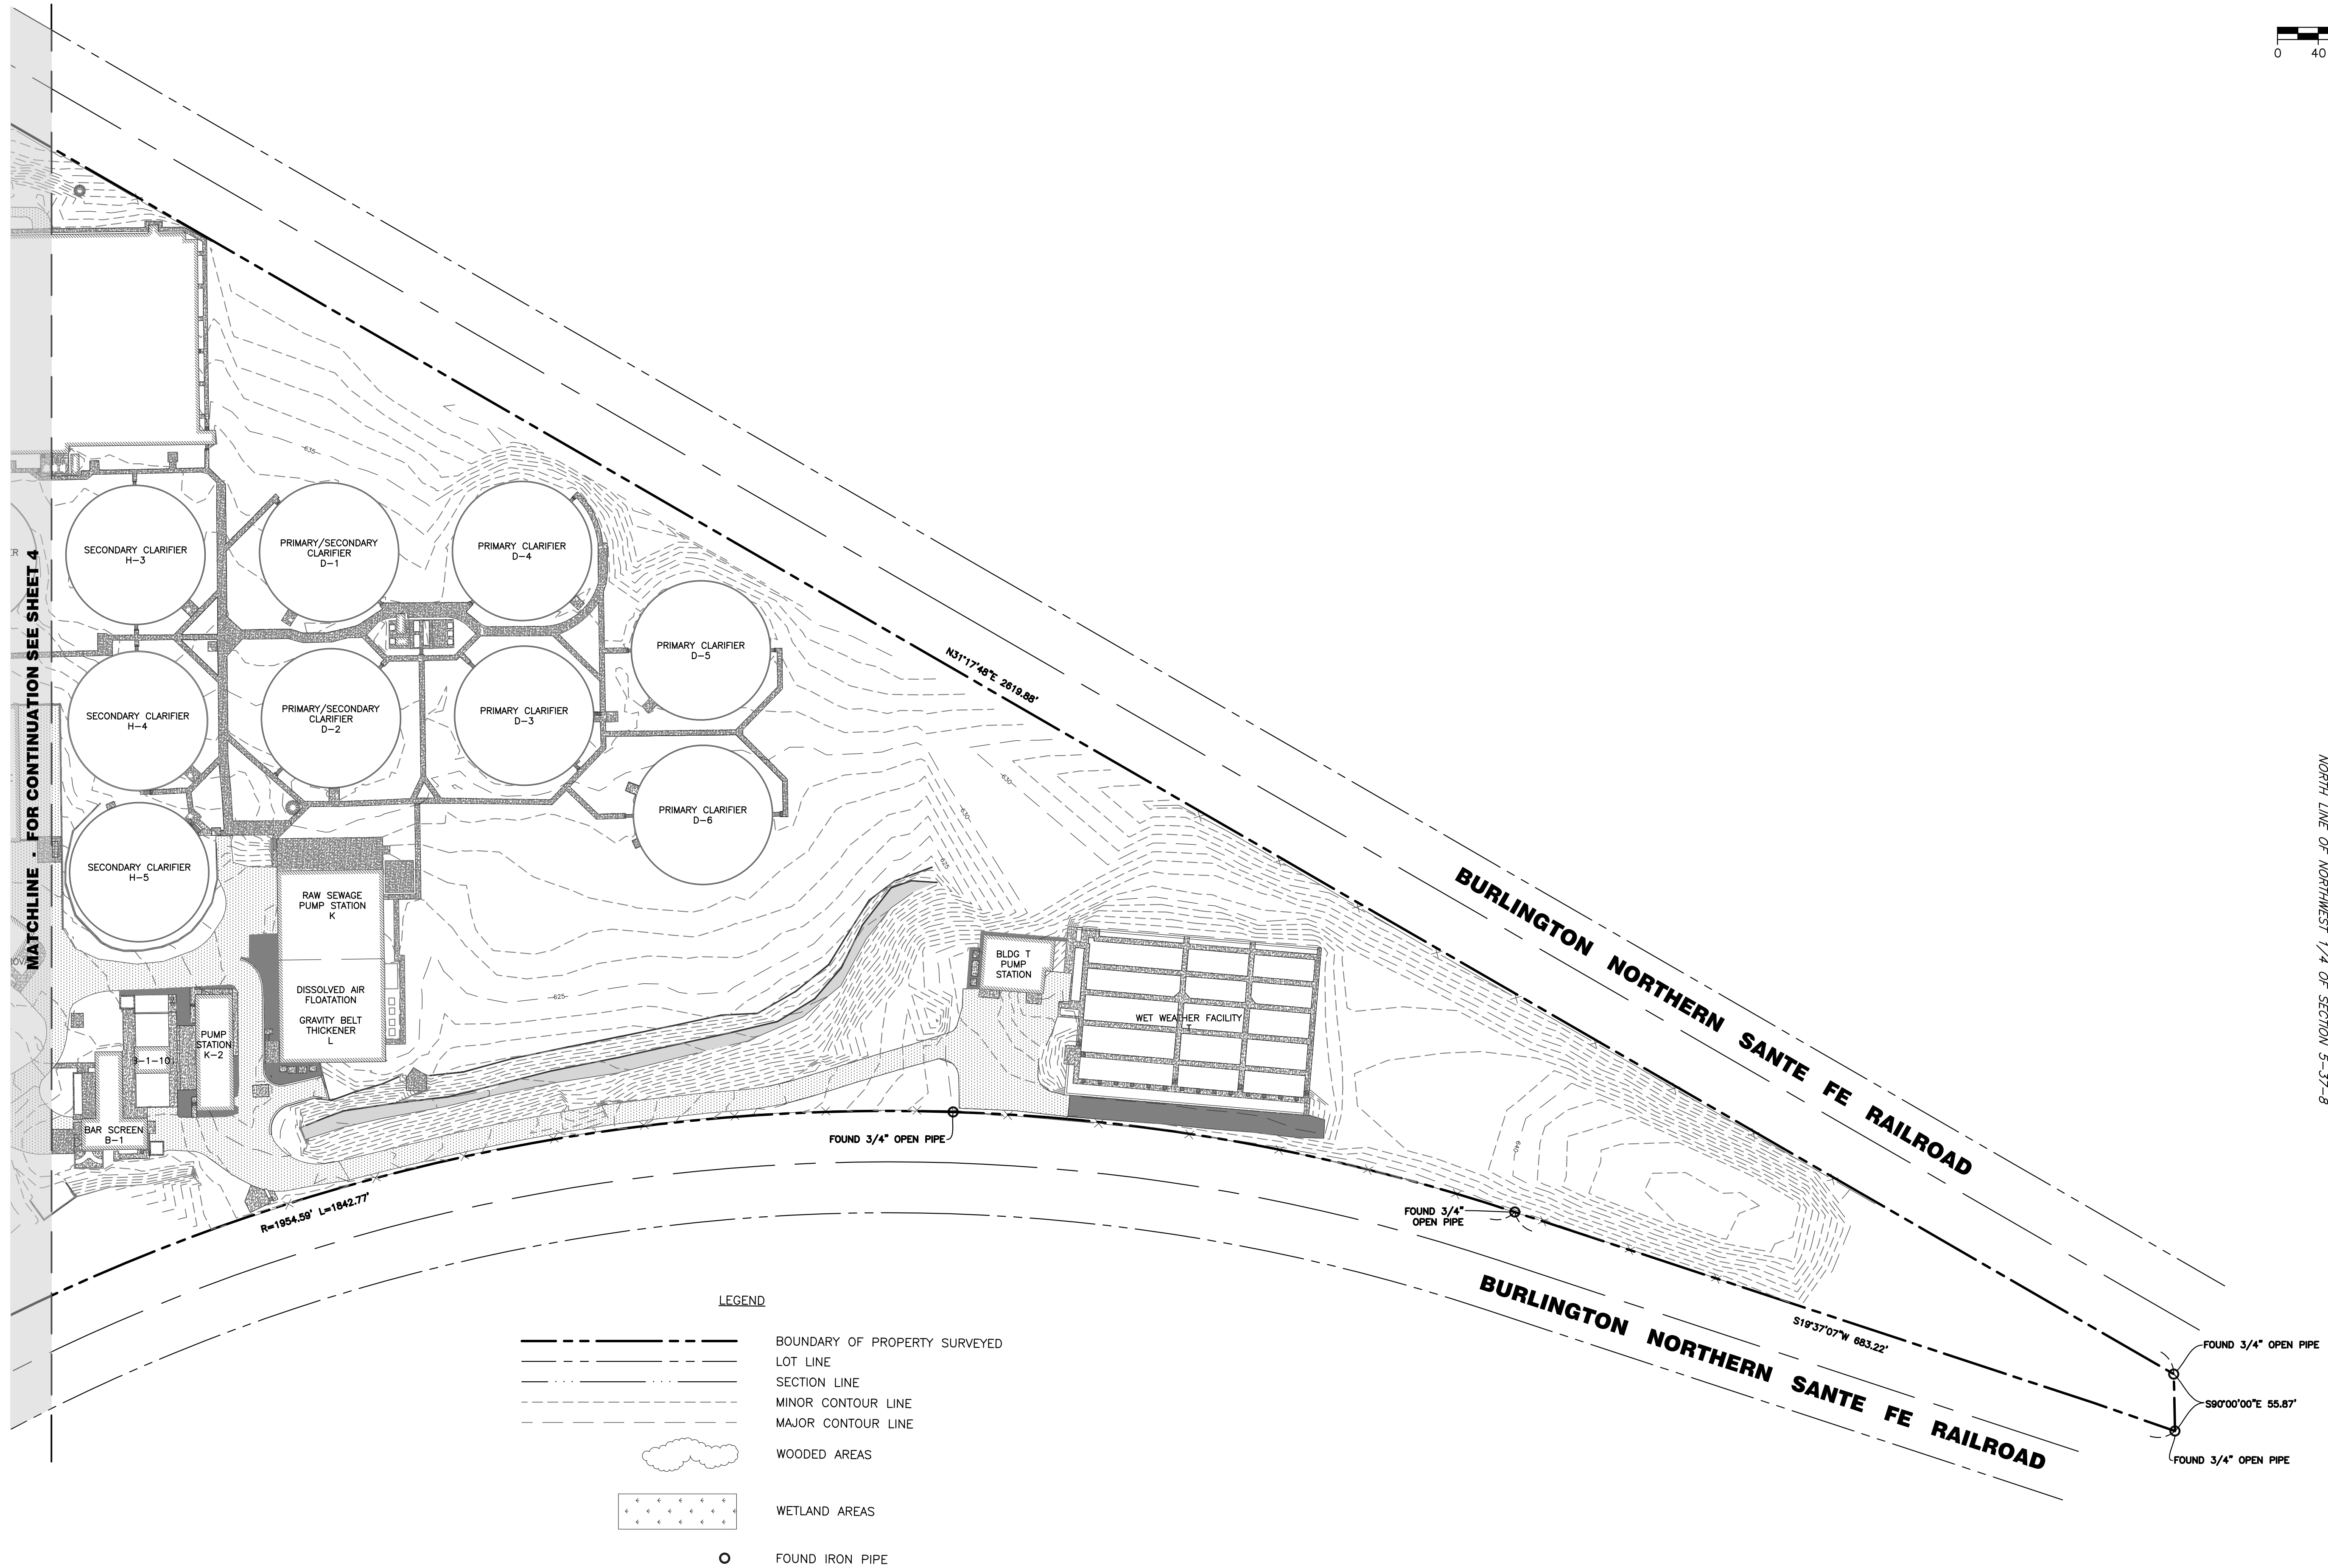 0 40
MATCHLINE - FOR CONTINUATION SEE SHEET 4
635
SECONDARY CLARIFIER
H-3
PRIMARY/SECONDARY
CLARIFIER
D-1
PRIMARY CLARIFIER
D-4
PRIMARY CLARIFIER
D-5
N31°17'48"E 2619.88'
SECONDARY CLARIFIER
H-4
PRIMARY/SECONDARY
CLARIFIER
D-2
PRIMARY CLARIFIER
D-3
630
630
PRIMARY CLARIFIER
D-6
625
SECONDARY CLARIFIER
H-5
RAW SEWAGE
PUMP STATION
K
DISSOLVED AIR
FLOATATION
GRAVITY BELT
THICKENER
L
625
BLDG T
PUMP
STATION
WET WEATHER FACILITY
T
PUMP
STATION
K-2
BAR SCREEN
B-1
640
BURLINGTON NORTHERN SANTE FE RAILROAD
NORTH LINE OF NORTHWEST 1/4 OF SECTION 5-37-8
FOUND 3/4" OPEN PIPE
R=1954.59' L=1842.77'
FOUND 3/4"
OPEN PIPE
BURLINGTON NORTHERN SANTE FE RAILROAD
S19°37'07"W 683.22'
FOUND 3/4" OPEN PIPE
S90°00'00"E 55.87'
FOUND 3/4" OPEN PIPE
LEGEND
BOUNDARY OF PROPERTY SURVEYED
LOT LINE
SECTION LINE
MINOR CONTOUR LINE
MAJOR CONTOUR LINE
WOODED AREAS
WETLAND AREAS
FOUND IRON PIPE